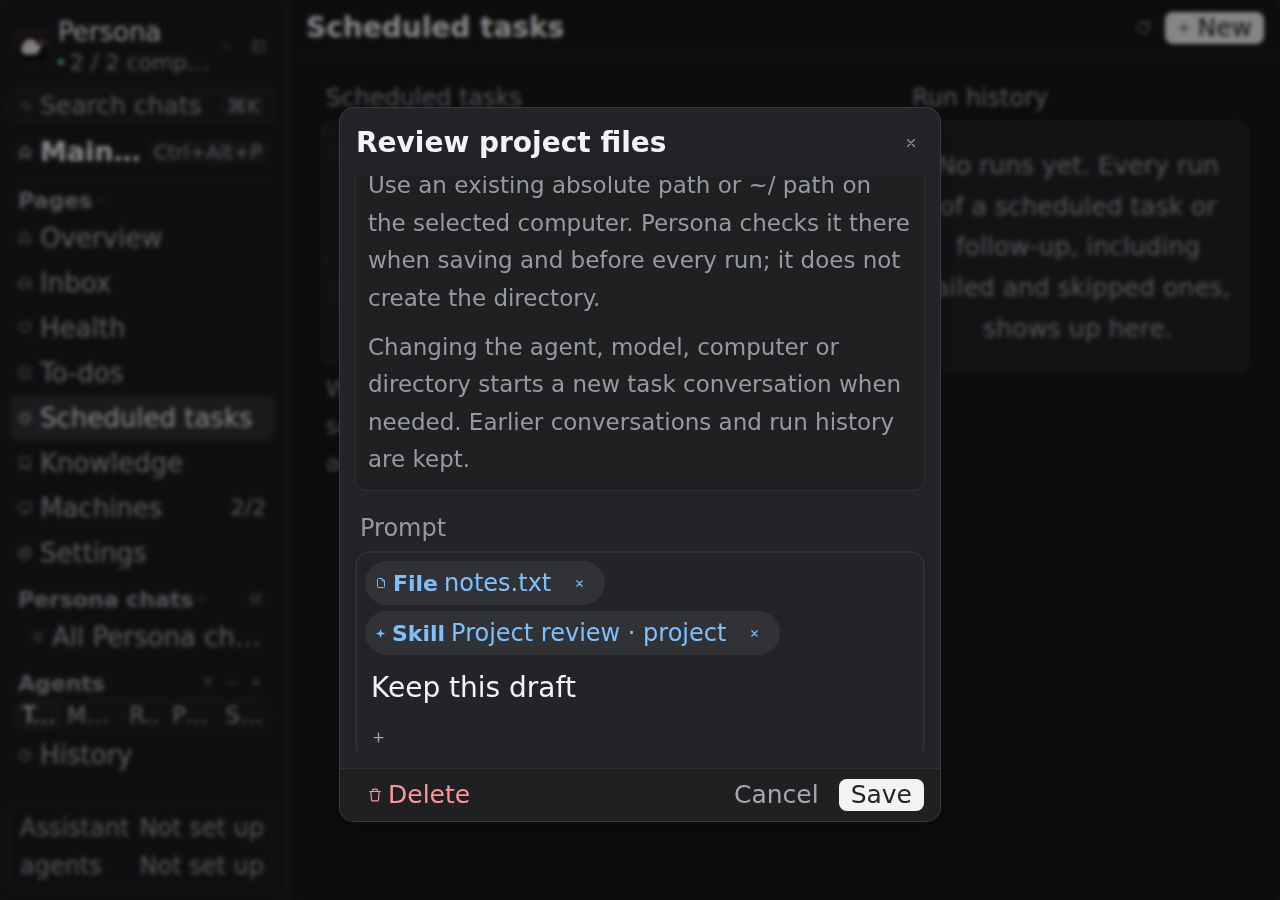 Persona
2 / 2 comp...
Search chats ⌘K
Main... Ctrl+Alt+P
Pages
Overview
Inbox
Health
To-dos
Scheduled tasks
Knowledge
Machines 2/2
Settings
Persona chats
All Persona ch...
Agents
T... M... R.. P... S...
History
Assistant Not set up
agents Not set up
Scheduled tasks
+ New
Scheduled tasks
Run history
No runs yet. Every run
of a scheduled task or
follow-up, including
ailed and skipped ones,
shows up here.
Review project files
Use an existing absolute path or ~/ path on
the selected computer. Persona checks it there
when saving and before every run; it does not
create the directory.
Changing the agent, model, computer or
directory starts a new task conversation when
needed. Earlier conversations and run history
are kept.
Prompt
File notes.txt ×
Skill Project review · project ×
Keep this draft
+
Delete
Cancel Save